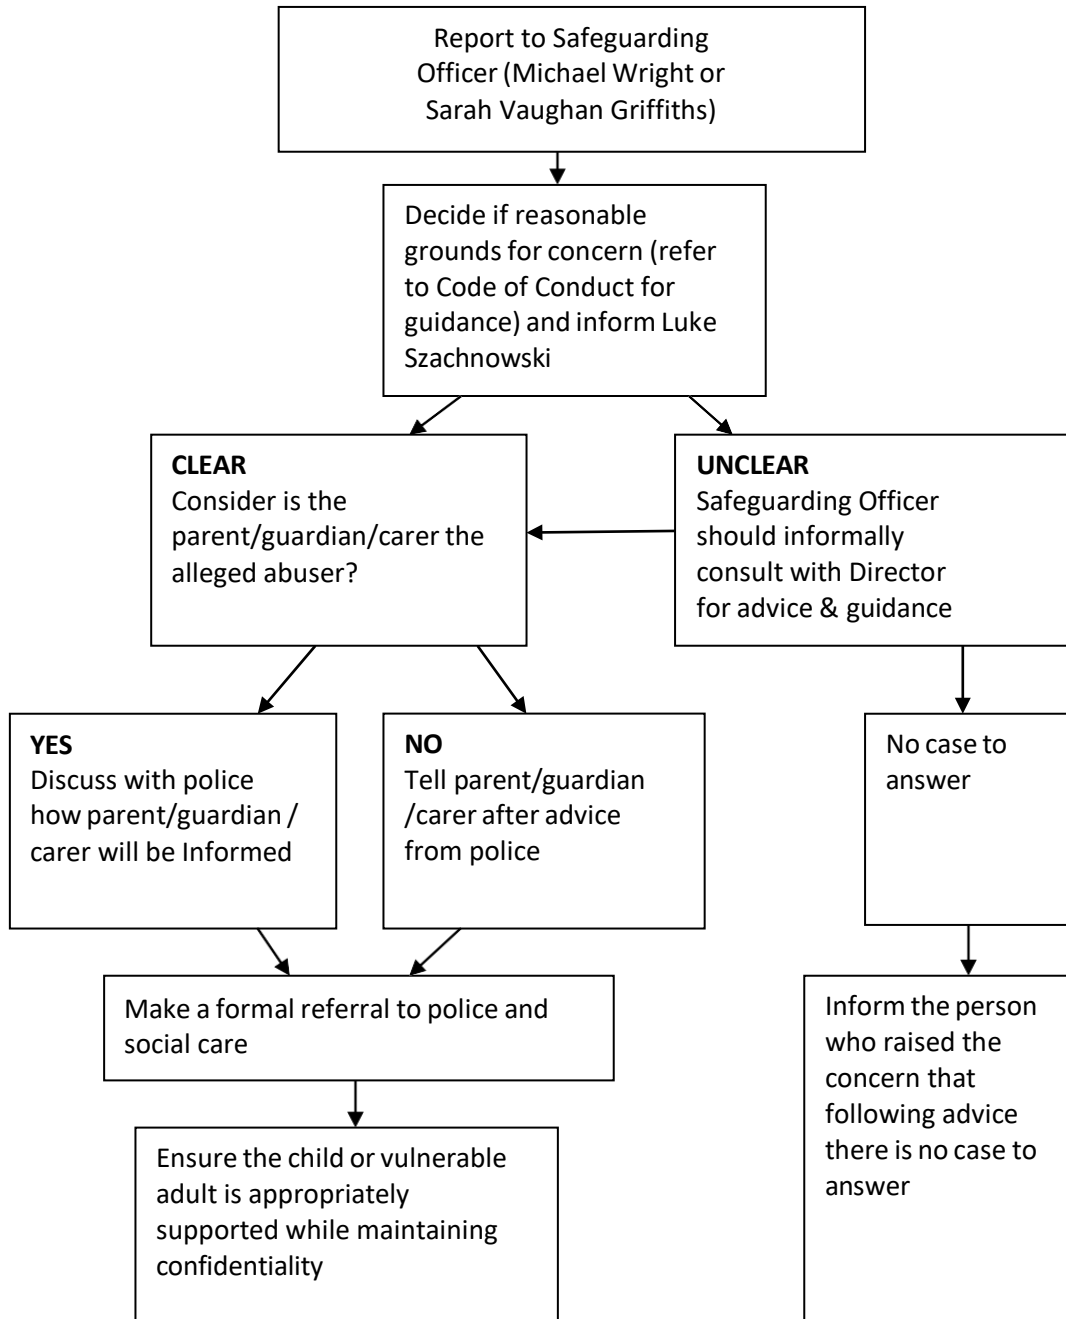 Report to Safeguarding
Officer (Michael Wright or
Sarah Vaughan Griffiths)
Decide if reasonable
grounds for concern (refer
to Code of Conduct for
guidance) and inform Luke
Szachnowski
CLEAR
Consider is the
parent/guardian/carer the
alleged abuser?
UNCLEAR
Safeguarding Officer
should informally
consult with Director
for advice & guidance
YES
Discuss with police
how parent/guardian /
carer will be Informed
NO
Tell parent/guardian
/carer after advice
from police
No case to
answer
Make a formal referral to police and
social care
Inform the person
who raised the
concern that
following advice
there is no case to
answer
Ensure the child or vulnerable
adult is appropriately
supported while maintaining
confidentiality